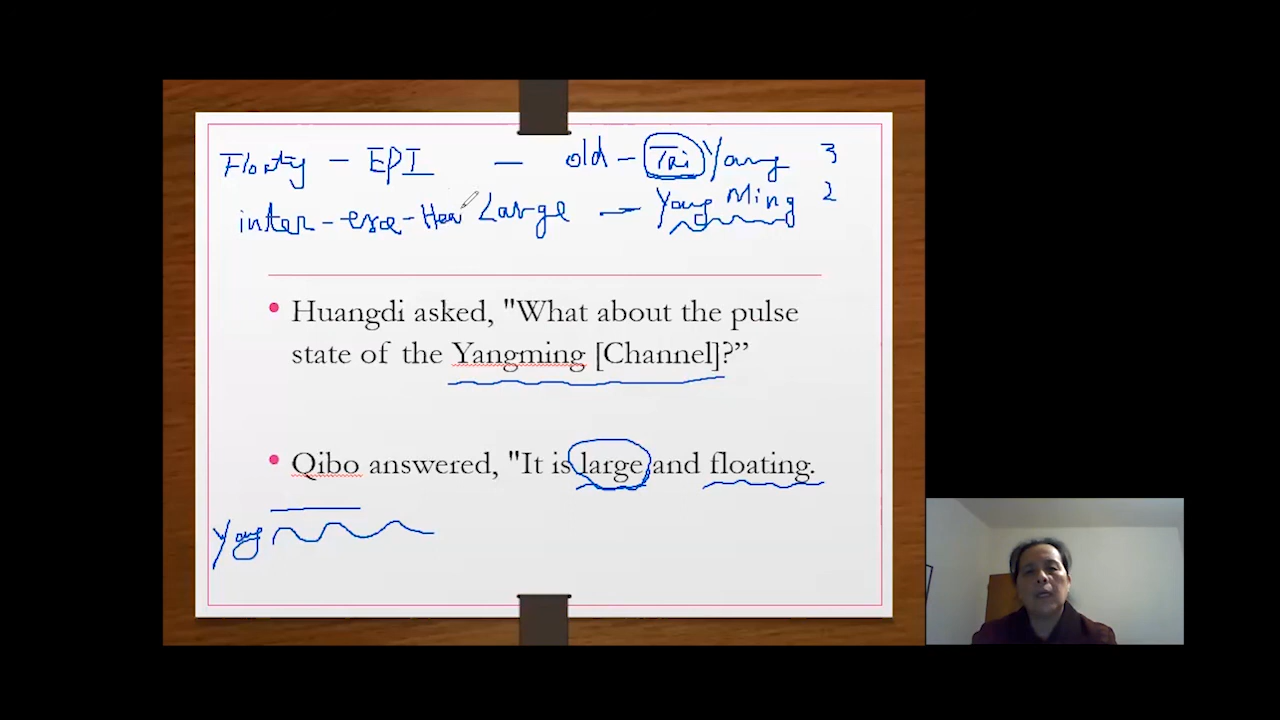 Floaty - EPI - old - Tai Yang 3
inter - Large - Yang Ming 2
• Huangdi asked, "What about the pulse
state of the Yangming [Channel]?”
• Qibo answered, "It is large and floating.
Yang